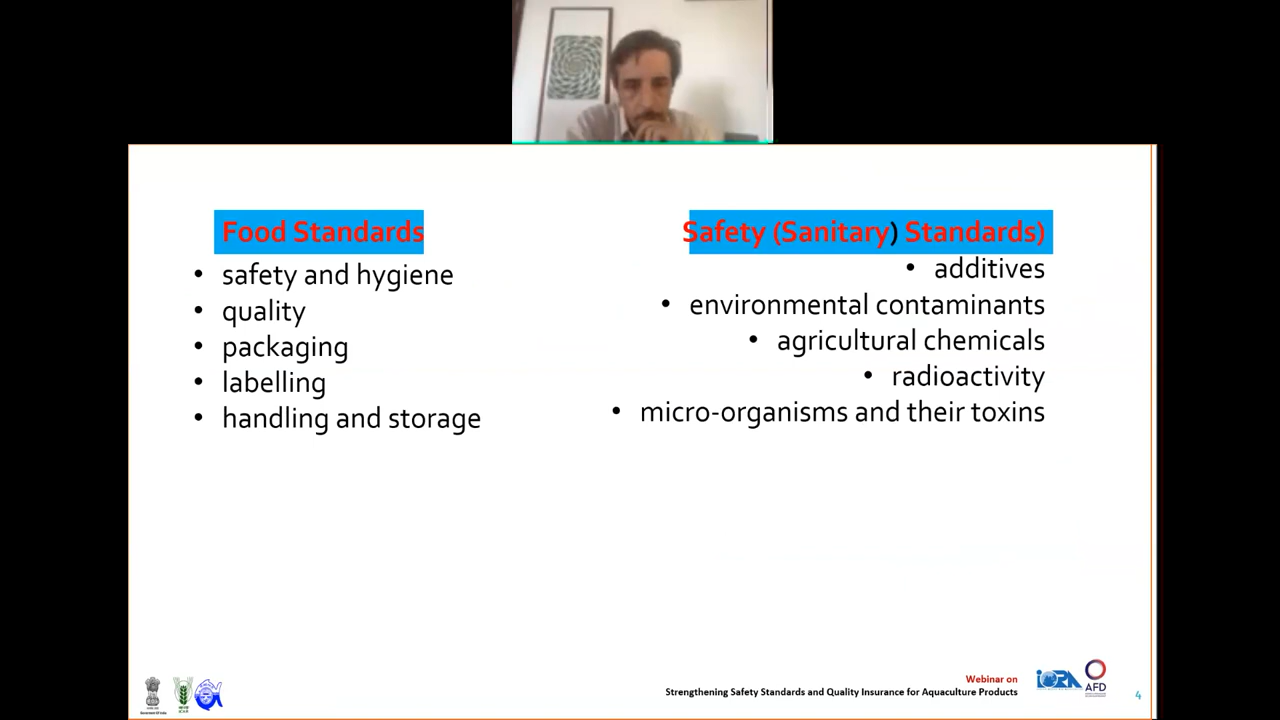 Food Standards
• safety and hygiene
• quality
• packaging
• labelling
• handling and storage
Safety (Sanitary) Standards)
• additives
• environmental contaminants
• agricultural chemicals
• radioactivity
• micro-organisms and their toxins
Webinar on
Strengthening Safety Standards and Quality Insurance for Aquaculture Products
IORA
AFD
4